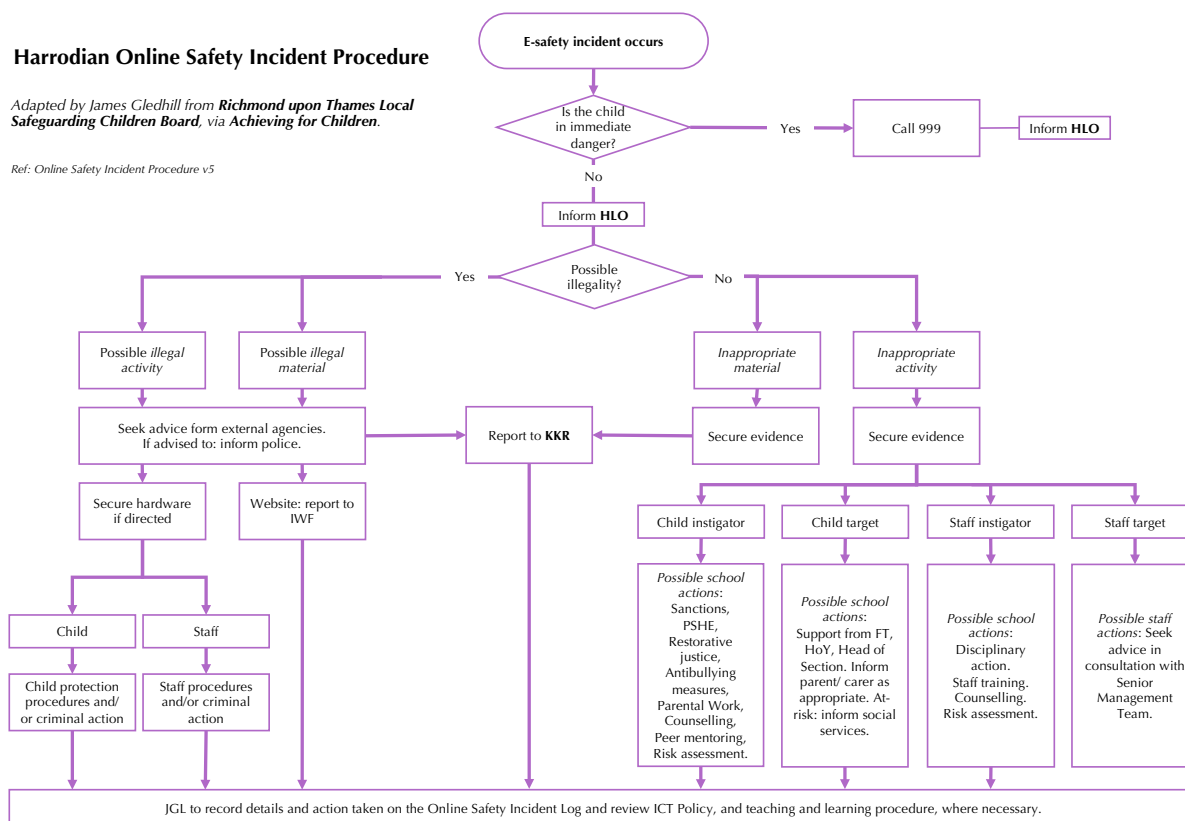 Harrodian Online Safety Incident Procedure
Adapted by James Gledhill from Richmond upon Thames Local
Safeguarding Children Board, via Achieving for Children.
Ref: Online Safety Incident Procedure v5
E-safety incident occurs
Is the child
in immediate
danger?
Yes
Call 999
Inform HLO
No
Inform HLO
Possible
illegality?
Yes
No
Possible illegal
activity
Possible illegal
material
Inappropriate
material
Inappropriate
activity
Seek advice form external agencies.
If advised to: inform police.
Report to KKR
Secure evidence
Secure evidence
Secure hardware
if directed
Website: report to
IWF
Child instigator
Child target
Staff instigator
Staff target
Child
Staff
Child protection
procedures and/
or criminal action
Staff procedures
and/or criminal
action
Possible school
actions:
Sanctions,
PSHE,
Restorative
justice,
Antibullying
measures,
Parental Work,
Counselling,
Peer mentoring,
Risk assessment.
Possible school
actions:
Support from FT,
HoY, Head of
Section. Inform
parent/ carer as
appropriate. At-
risk: inform social
services.
Possible school
actions:
Disciplinary
action.
Staff training.
Counselling.
Risk assessment.
Possible staff
actions: Seek
advice in
consultation with
Senior
Management
Team.
JGL to record details and action taken on the Online Safety Incident Log and review ICT Policy, and teaching and learning procedure, where necessary.